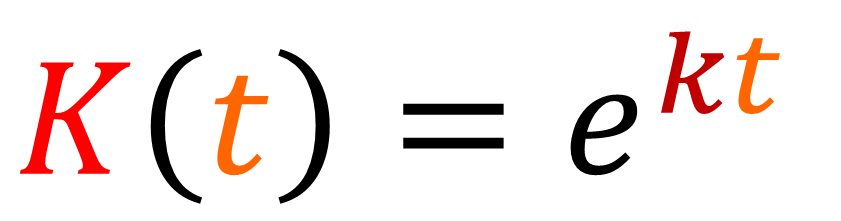 K(t) = e^{kt}